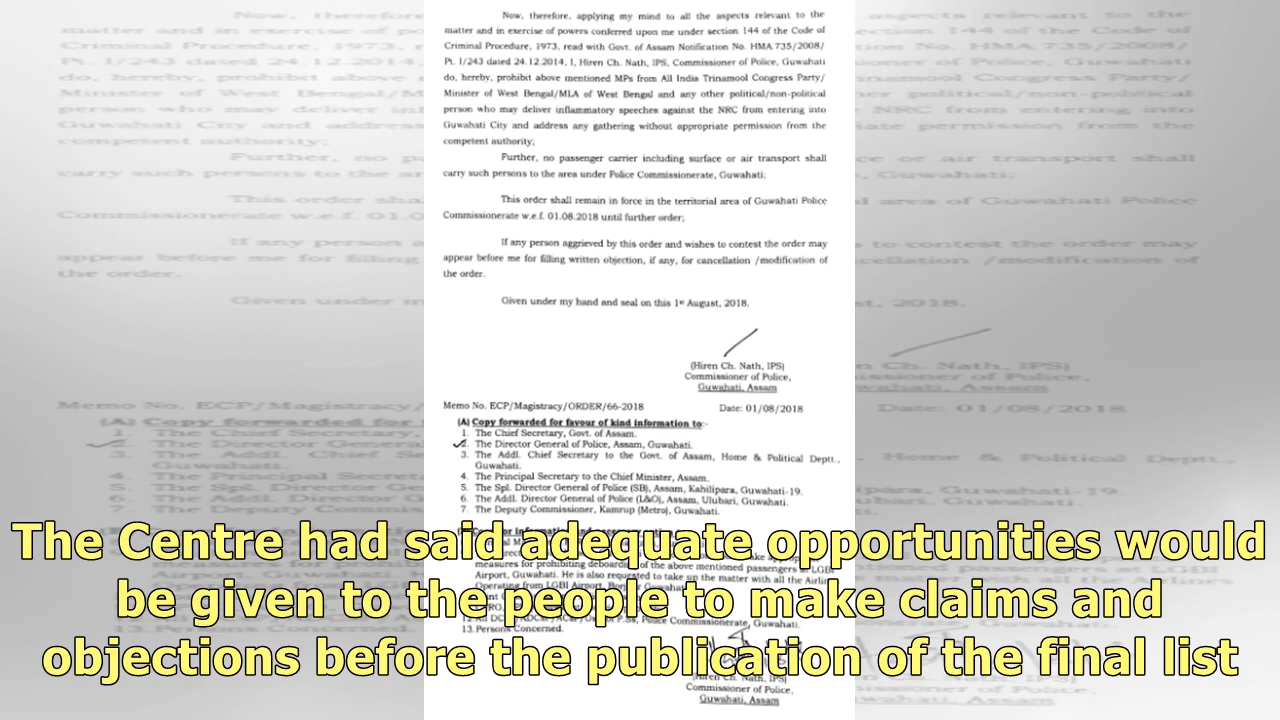 Now, therefore, applying my mind to all the aspects relevant to the
matter and in exercise of powers conferred upon me under section 144 of the Code of
Criminal Procedure, 1973, read with Govt. of Assam Notification No. HMA 735/2008/
Pt. I/243 dated 24.12.2014, I, Hiren Ch. Nath, IPS, Commissioner of Police, Guwahati
do, hereby, prohibit above mentioned MPs from All India Trinamool Congress Party/
Minister of West Bengal/MLA of West Bengal and any other political/non-political
person who may deliver inflammatory speeches against the NRC from entering into
Guwahati City and address any gathering without appropriate permission from the
competent authority;
Further, no passenger carrier including surface or air transport shall
carry such persons to the area under Police Commissionerate, Guwahati;
This order shall remain in force in the territorial area of Guwahati Police
Commissionerate w.e.f. 01.08.2018 until further order;
If any person aggrieved by this order and wishes to contest the order may
appear before me for filling written objection, if any, for cancellation /modification of
the order.
Given under my hand and seal on this 1st August, 2018.
(Hiren Ch. Nath, IPS)
Commissioner of Police,
Guwahati, Assam
Memo No. ECP/Magistracy/ORDER/66-2018 Date: 01/08/2018
(A) Copy forwarded for favour of kind information to:-
1. The Chief Secretary, Govt. of Assam.
2. The Director General of Police, Assam, Guwahati.
3. The Addl. Chief Secretary to the Govt. of Assam, Home & Political Deptt.,
Guwahati.
4. The Principal Secretary to the Chief Minister, Assam.
5. The Spl. Director General of Police (SB), Assam, Kahilipara, Guwahati-19.
6. The Addl. Director General of Police (L&O), Assam, Ulubari, Guwahati.
7. The Deputy Commissioner, Kamrup (Metro), Guwahati.
The Centre had said adequate opportunities would
measures for prohibiting deboarding of the above mentioned passengers at LGBI
Airport, Guwahati. He is also requested to take up the matter with all the
Operating from LGBI Airport,
be given to the people to make claims and
Police Commissionerate, Guwahati.
13. Persons Concerned.
objections before the publication of the final list
(Hiren Ch. Nath, IPS)
Commissioner of Police,
Guwahati, Assam